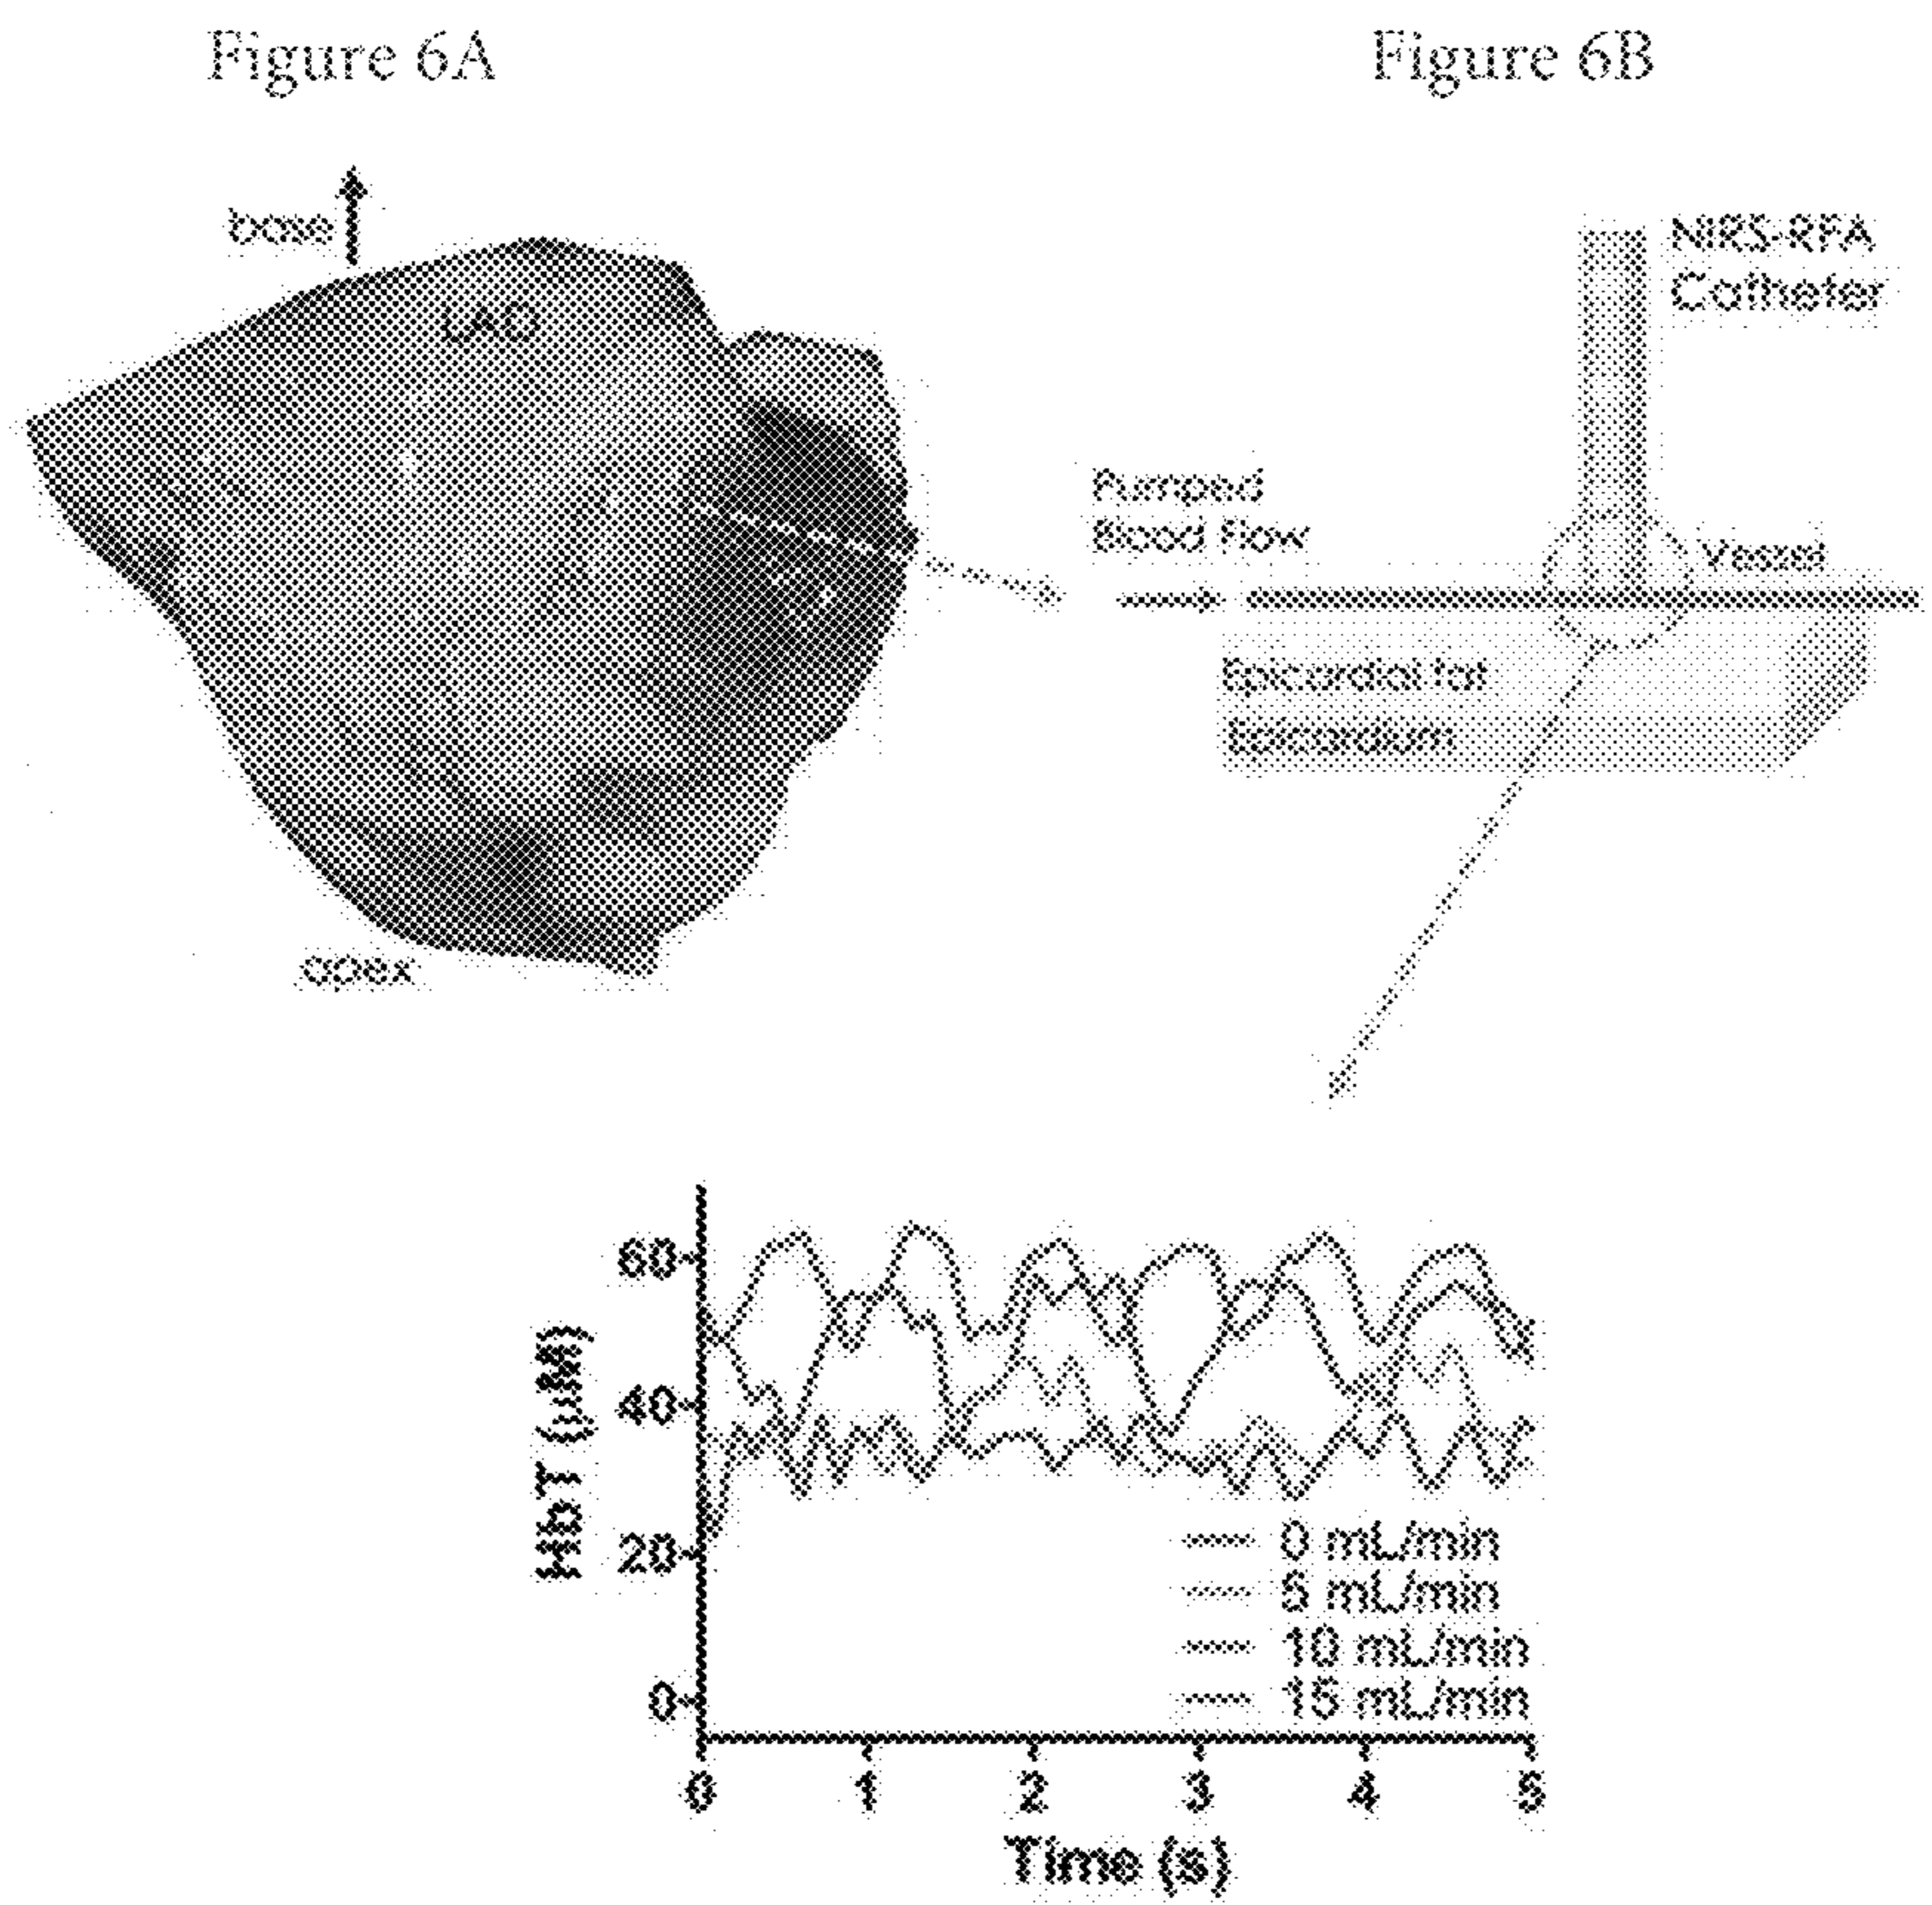 Figure 6A
Figure 6B
base
LAD
apex
NIRS-RFA
Catheter
Pumped
Blood Flow
Vessel
Epicardial fat
Epicardium
HbT (μM)
60
40
20
0
0 mL/min
5 mL/min
10 mL/min
15 mL/min
0
1
2
3
4
5
Time (s)